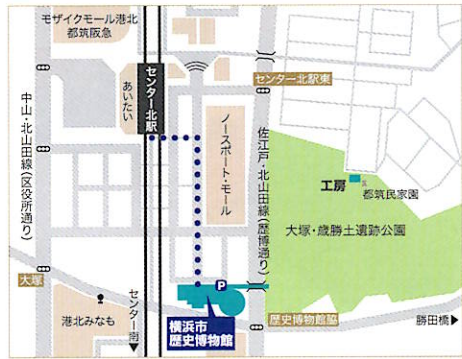 モザイクモール港北
都筑阪急
あいたい
センター北駅
センター北駅東
中山・北山田線(区役所通り)
ノースポート・モール
佐江戸・北山田線(歴博通り)
工房
都筑民家園
大塚・歳勝土遺跡公園
大塚
P
港北みなも
センター南▼
横浜市
歴史博物館
歴史博物館脇
勝田橋▶